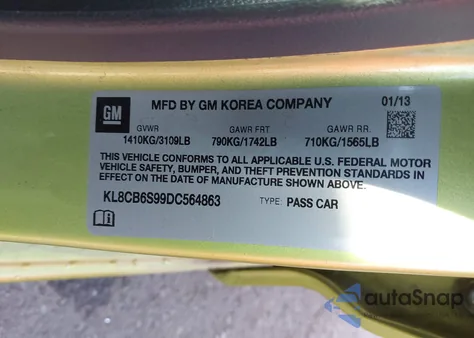 GM
MFD BY GM KOREA COMPANY 01/13
GVWR GAWR FRT GAWR RR.
1410KG/3109LB 790KG/1742LB 710KG/1565LB
THIS VEHICLE CONFORMS TO ALL APPLICABLE U.S. FEDERAL MOTOR
VEHICLE SAFETY, BUMPER, AND THEFT PREVENTION STANDARDS IN
EFFECT ON THE DATE OF MANUFACTURE SHOWN ABOVE.
KL8CB6S99DC564863 TYPE: PASS CAR
autoSnap